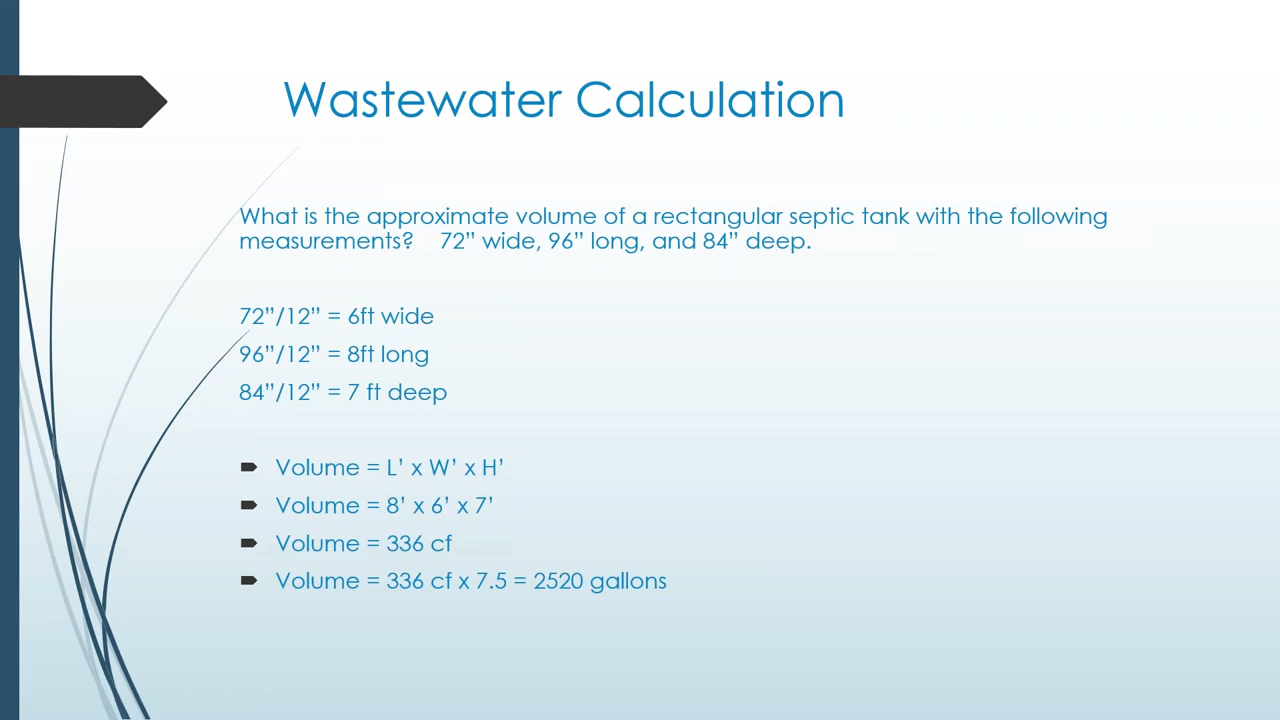 Wastewater Calculation
What is the approximate volume of a rectangular septic tank with the following
measurements? 72” wide, 96” long, and 84” deep.
72”/12” = 6ft wide
96”/12” = 8ft long
84”/12” = 7 ft deep
Volume = L’ x W’ x H’
Volume = 8’ x 6’ x 7’
Volume = 336 cf
Volume = 336 cf x 7.5 = 2520 gallons